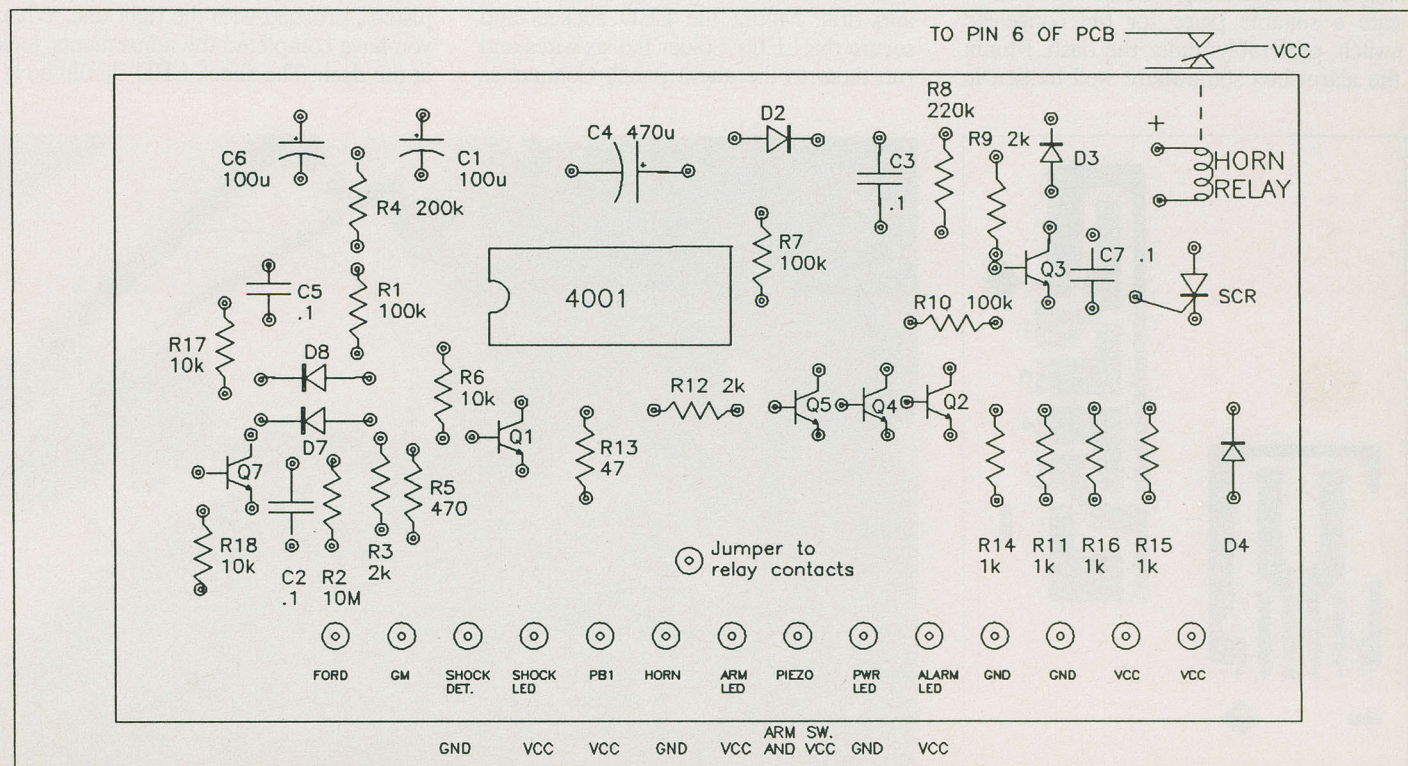 TO PIN 6 OF PCB
VCC
C6
100u
C1
100u
R4 200k
C4 470u
D2
C3
.1
R8
220k
R9 2k
D3
+
HORN
RELAY
C5
.1
R1
100k
4001
R7
100k
Q3
C7 .1
SCR
R10 100k
R17
10k
D8
D7
R6
10k
Q1
R12 2k
Q5
Q4
Q2
R13
47
Q7
R5
470
R18
10k
C2
.1
R2
10M
R3
2k
Jumper to
relay contacts
R14
1k
R11
1k
R16
1k
R15
1k
D4
FORD
GM
SHOCK
DET.
SHOCK
LED
PB1
HORN
ARM
LED
PIEZO
PWR
LED
ALARM
LED
GND
GND
VCC
VCC
GND
VCC
VCC
GND
VCC
ARM SW.
AND VCC
GND
VCC